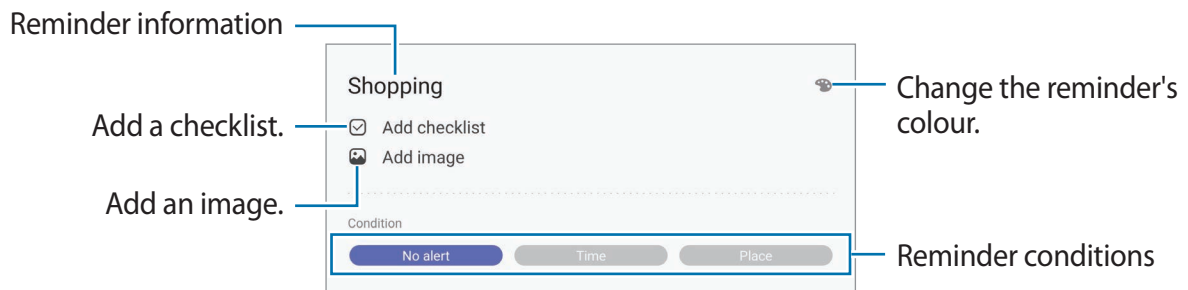 Reminder information
Shopping
Change the reminder's
colour.
Add a checklist.
Add checklist
Add image
Add an image.
Condition
No alert
Time
Place
Reminder conditions